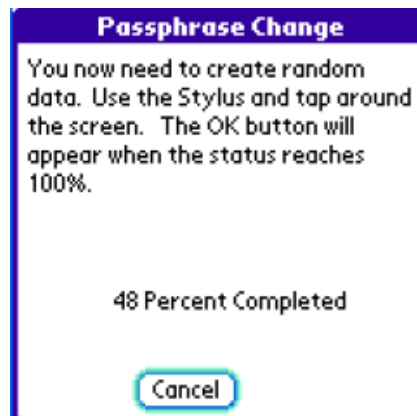 Passphrase Change
You now need to create random
data. Use the Stylus and tap around
the screen. The OK button will
appear when the status reaches
100%.
48 Percent Completed
Cancel